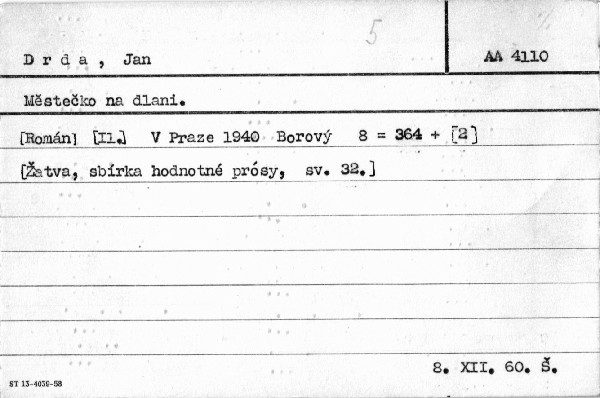 5
D r d a , Jan AA 4110
Městečko na dlani.
[Román] [Il.] V Praze 1940 Borový 8 = 364 + [2]
[Žatva, sbírka hodnotné prósy, sv. 32.]
8. XII. 60. Š.
ST 13-4039-58